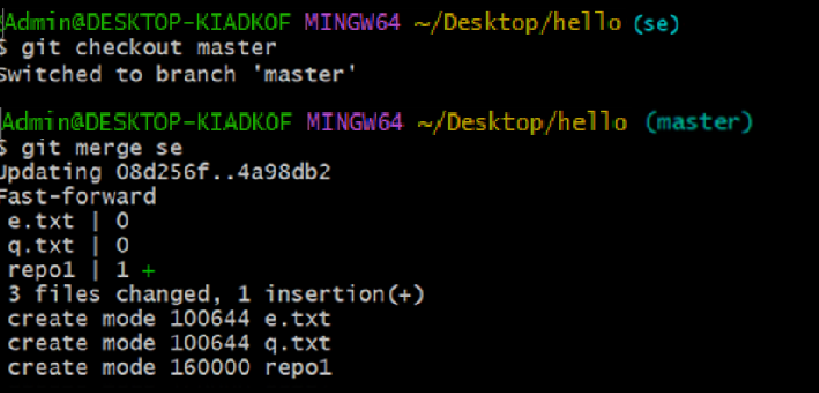 Admin@DESKTOP-KIADKOF MINGW64 ~/Desktop/hello (se)
$ git checkout master
Switched to branch 'master'
Admin@DESKTOP-KIADKOF MINGW64 ~/Desktop/hello (master)
$ git merge se
Updating 08d256f..4a98db2
Fast-forward
e.txt | 0
q.txt | 0
repo1 | 1 +
3 files changed, 1 insertion(+)
create mode 100644 e.txt
create mode 100644 q.txt
create mode 160000 repo1